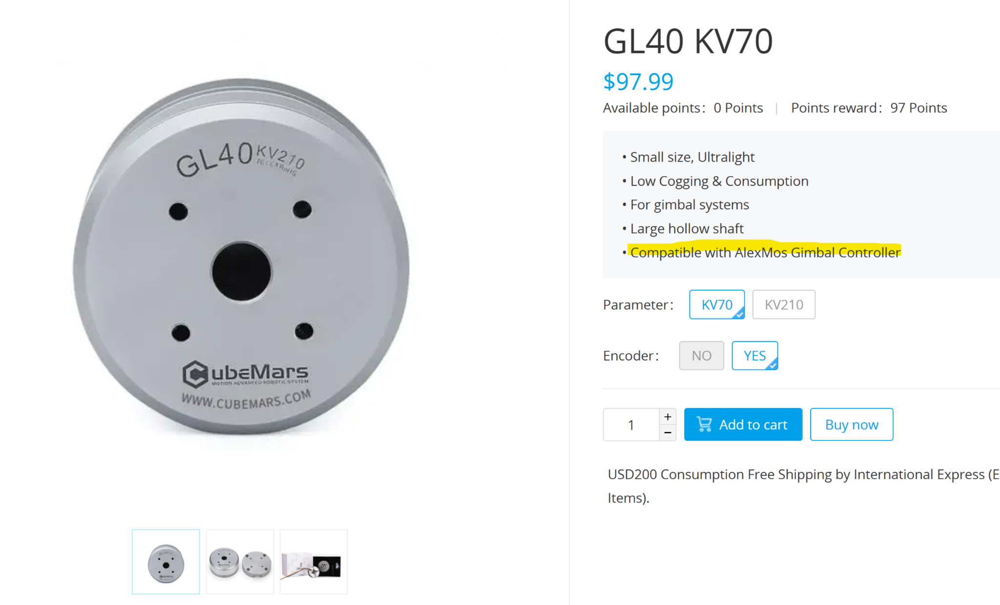 GL40 KV70
$97.99
Available points: 0 Points | Points reward: 97 Points
• Small size, Ultralight
• Low Cogging & Consumption
• For gimbal systems
• Large hollow shaft
• Compatible with AlexMos Gimbal Controller
Parameter: KV70 KV210
Encoder: NO YES
1 + −
Add to cart
Buy now
USD200 Consumption Free Shipping by International Express (E
Items).
GL40 KV210
RoHS
CubeMars
MOTION ADVANCED ROBOTIC SYSTEM
WWW.CUBEMARS.COM